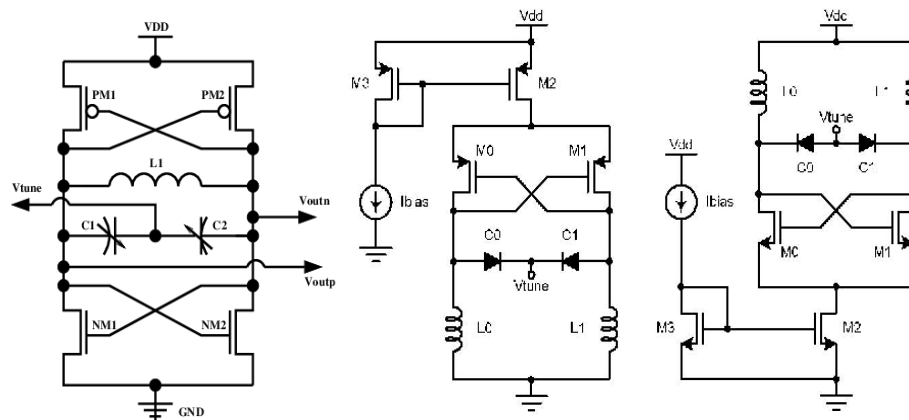 VDD
PM1
PM2
L1
Vtune
C1
C2
Voutn
Voutp
NM1
NM2
GND
Vdd
M3
M2
M0
M1
Ibias
C0
C1
Vtune
L0
L1
Vdc
L0
L1
Vtune
C0
C1
Vdd
Ibias
M0
M1
M3
M2